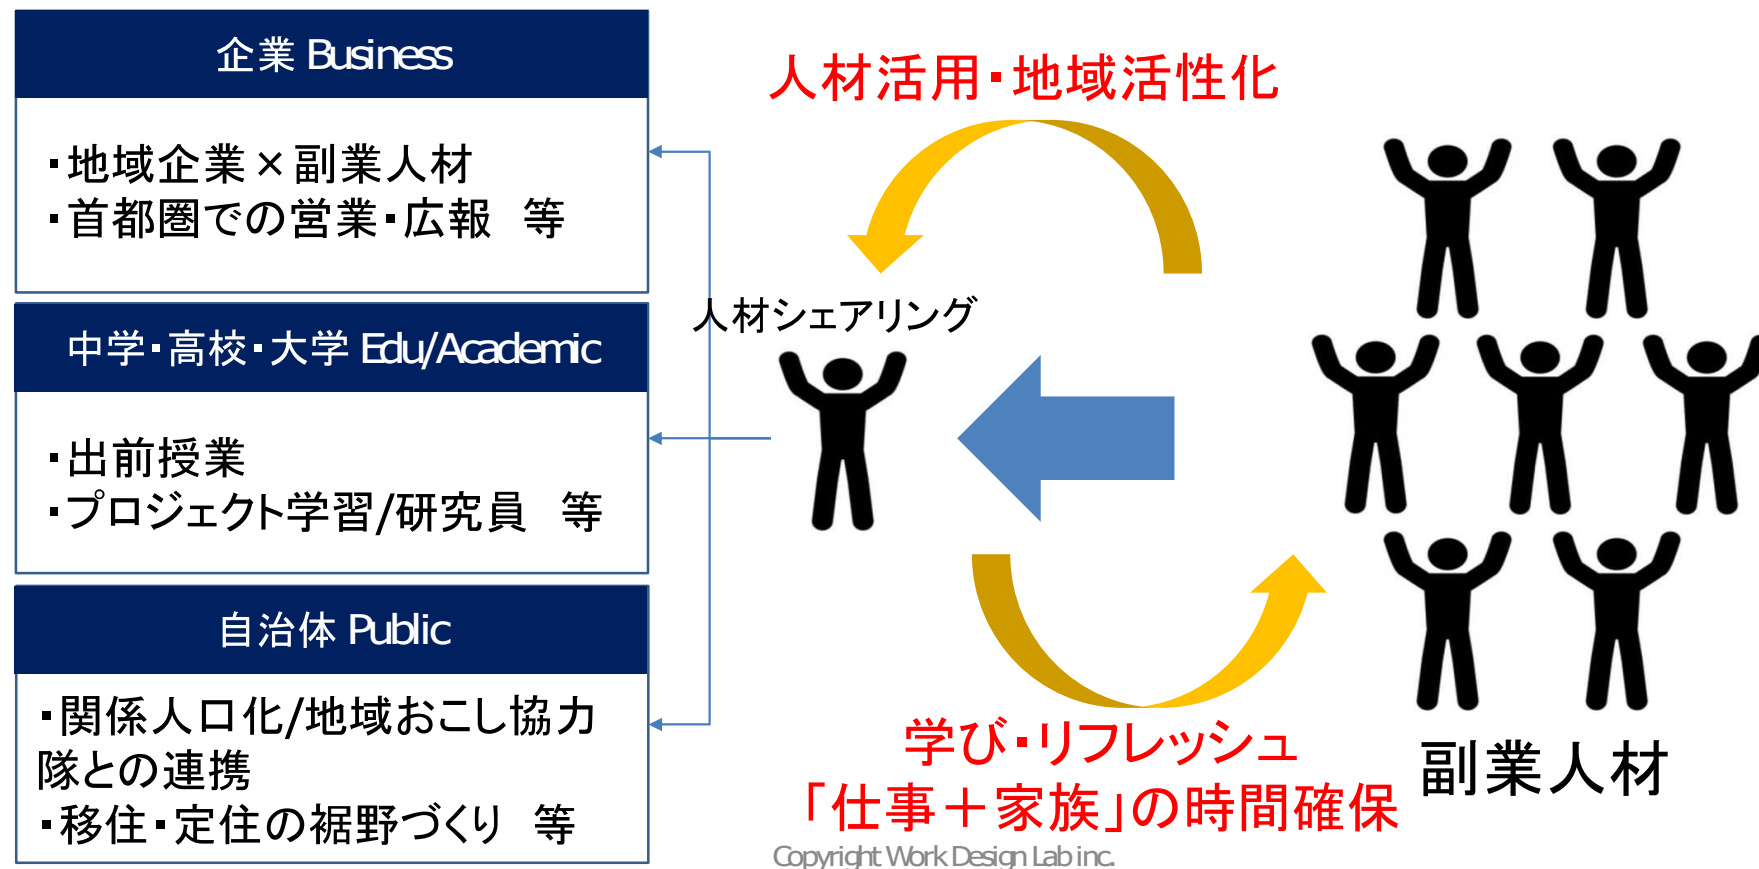 企業 Business
・地域企業×副業人材
・首都圏での営業・広報　等
中学・高校・大学 Edu/Academic
・出前授業
・プロジェクト学習/研究員　等
自治体 Public
・関係人口化/地域おこし協力
隊との連携
・移住・定住の裾野づくり　等
人材活用・地域活性化
人材シェアリング
学び・リフレッシュ
「仕事＋家族」の時間確保
副業人材
Copyright Work Design Lab inc.